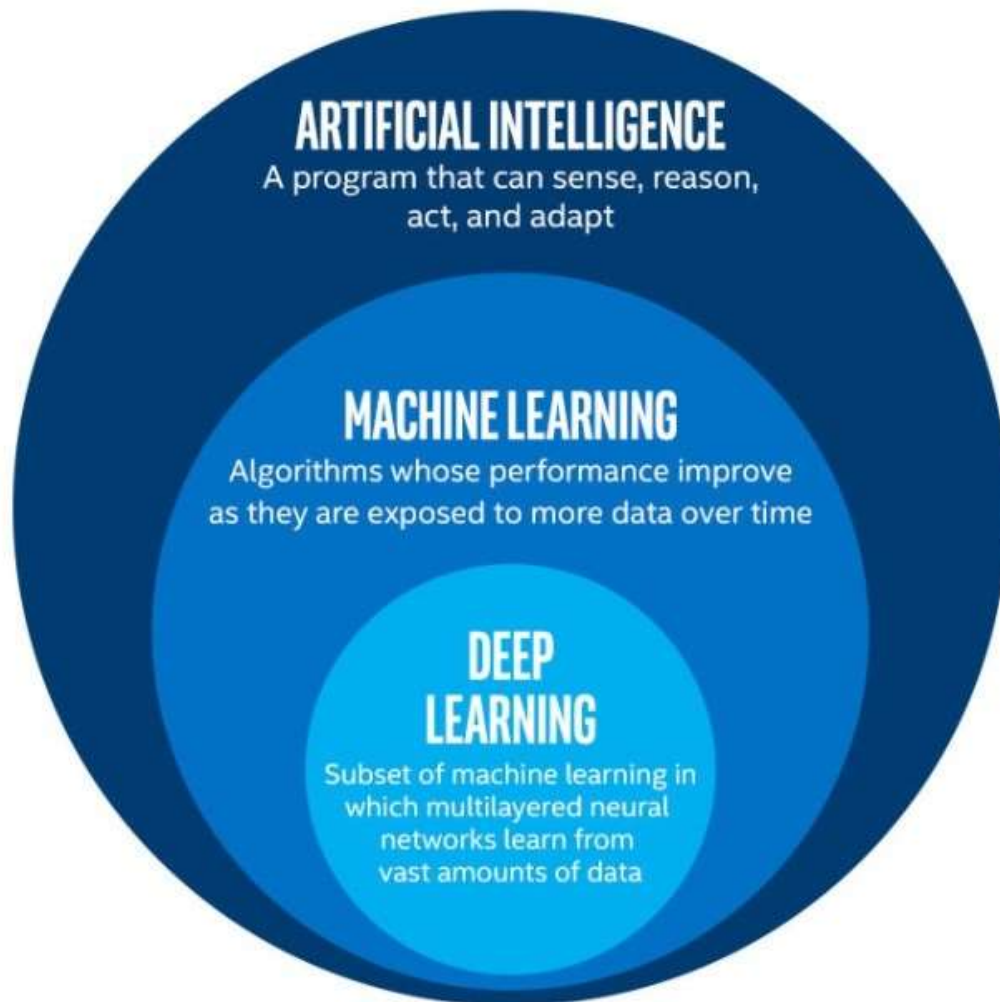 ARTIFICIAL INTELLIGENCE
A program that can sense, reason,
act, and adapt
MACHINE LEARNING
Algorithms whose performance improve
as they are exposed to more data over time
DEEP
LEARNING
Subset of machine learning in
which multilayered neural
networks learn from
vast amounts of data